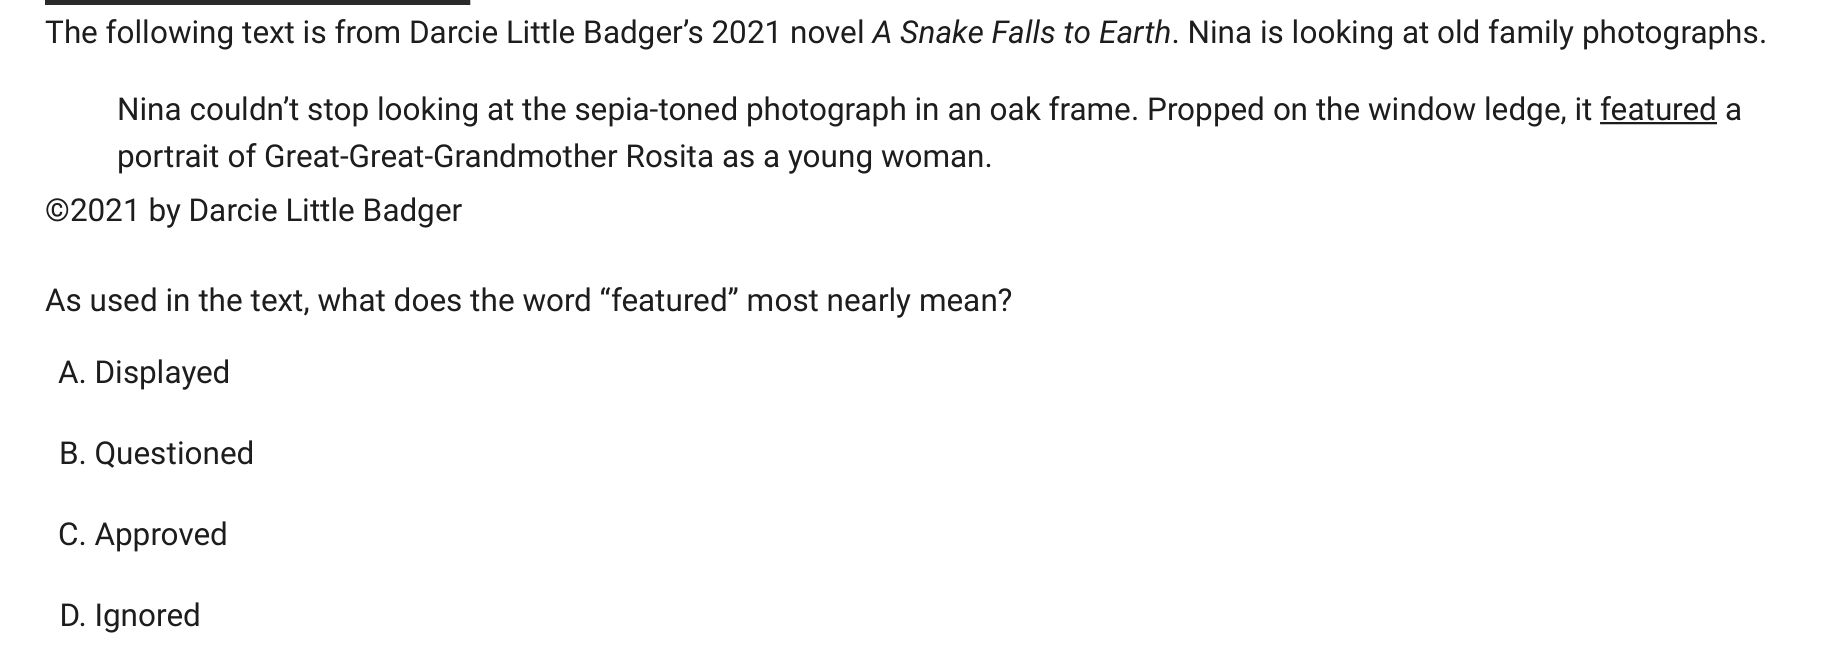 The following text is from Darcie Little Badger’s 2021 novel A Snake Falls to Earth. Nina is looking at old family photographs.
Nina couldn’t stop looking at the sepia-toned photograph in an oak frame. Propped on the window ledge, it featured a
portrait of Great-Great-Grandmother Rosita as a young woman.
©2021 by Darcie Little Badger
As used in the text, what does the word “featured” most nearly mean?
A. Displayed
B. Questioned
C. Approved
D. Ignored